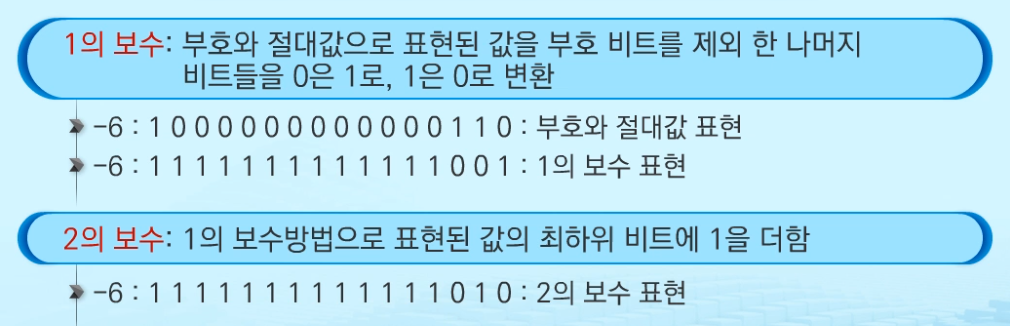 1의 보수: 부호와 절대값으로 표현된 값을 부호 비트를 제외 한 나머지
비트들을 0은 1로, 1은 0로 변환
-6 : 1 0 0 0 0 0 0 0 0 0 0 0 0 1 1 0 : 부호와 절대값 표현
-6 : 1 1 1 1 1 1 1 1 1 1 1 1 1 0 0 1 : 1의 보수 표현
2의 보수: 1의 보수방법으로 표현된 값의 최하위 비트에 1을 더함
-6 : 1 1 1 1 1 1 1 1 1 1 1 1 1 0 1 0 : 2의 보수 표현